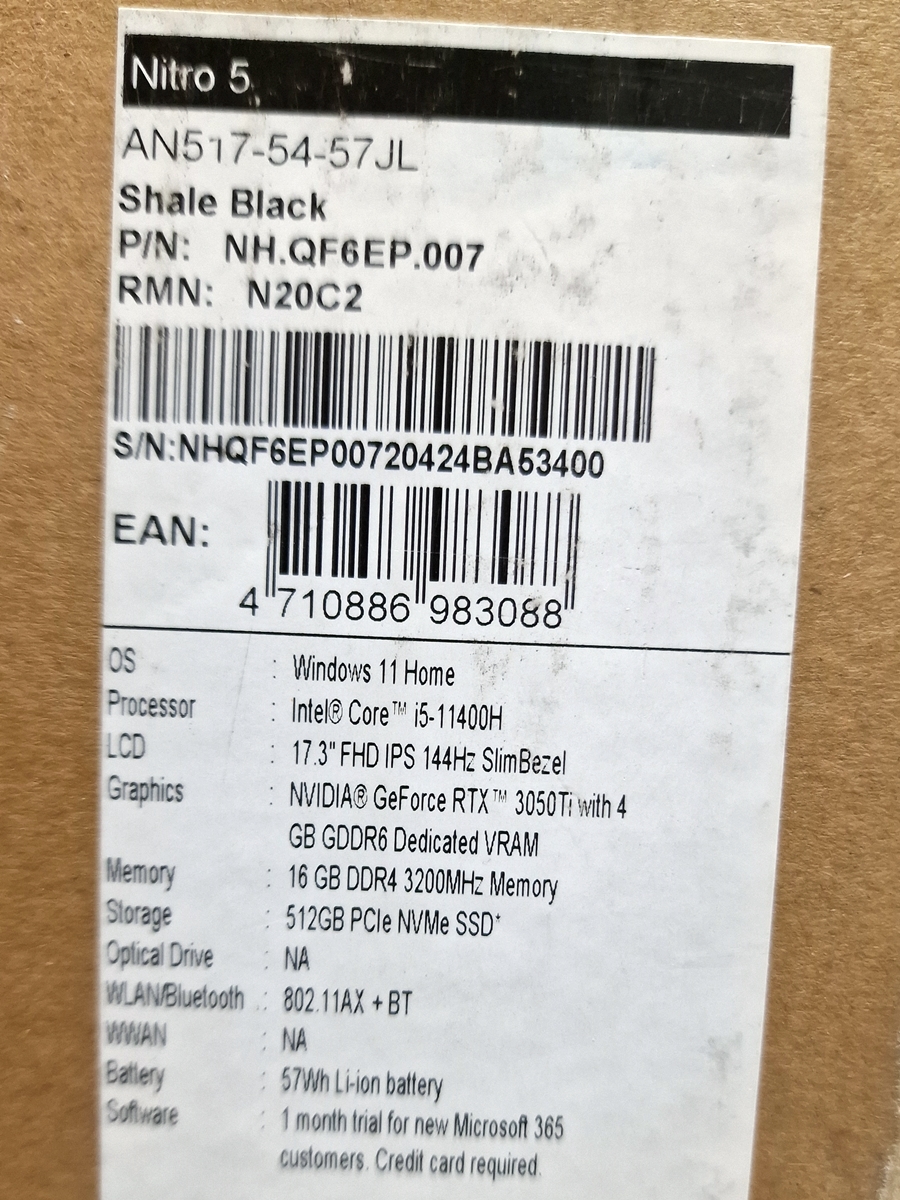 Nitro 5
AN517-54-57JL
Shale Black
P/N: NH.QF6EP.007
RMN: N20C2
S/N:NHQF6EP00720424BA53400
EAN:
4 710886 983088
OS : Windows 11 Home
Processor : Intel® Core™ i5-11400H
LCD : 17.3" FHD IPS 144Hz SlimBezel
Graphics : NVIDIA® GeForce RTX™ 3050Ti with 4
GB GDDR6 Dedicated VRAM
Memory : 16 GB DDR4 3200MHz Memory
Storage : 512GB PCIe NVMe SSD*
Optical Drive : NA
WLAN/Bluetooth : 802.11AX + BT
WWAN : NA
Battery : 57Wh Li-ion battery
Software : 1 month trial for new Microsoft 365
customers. Credit card required.